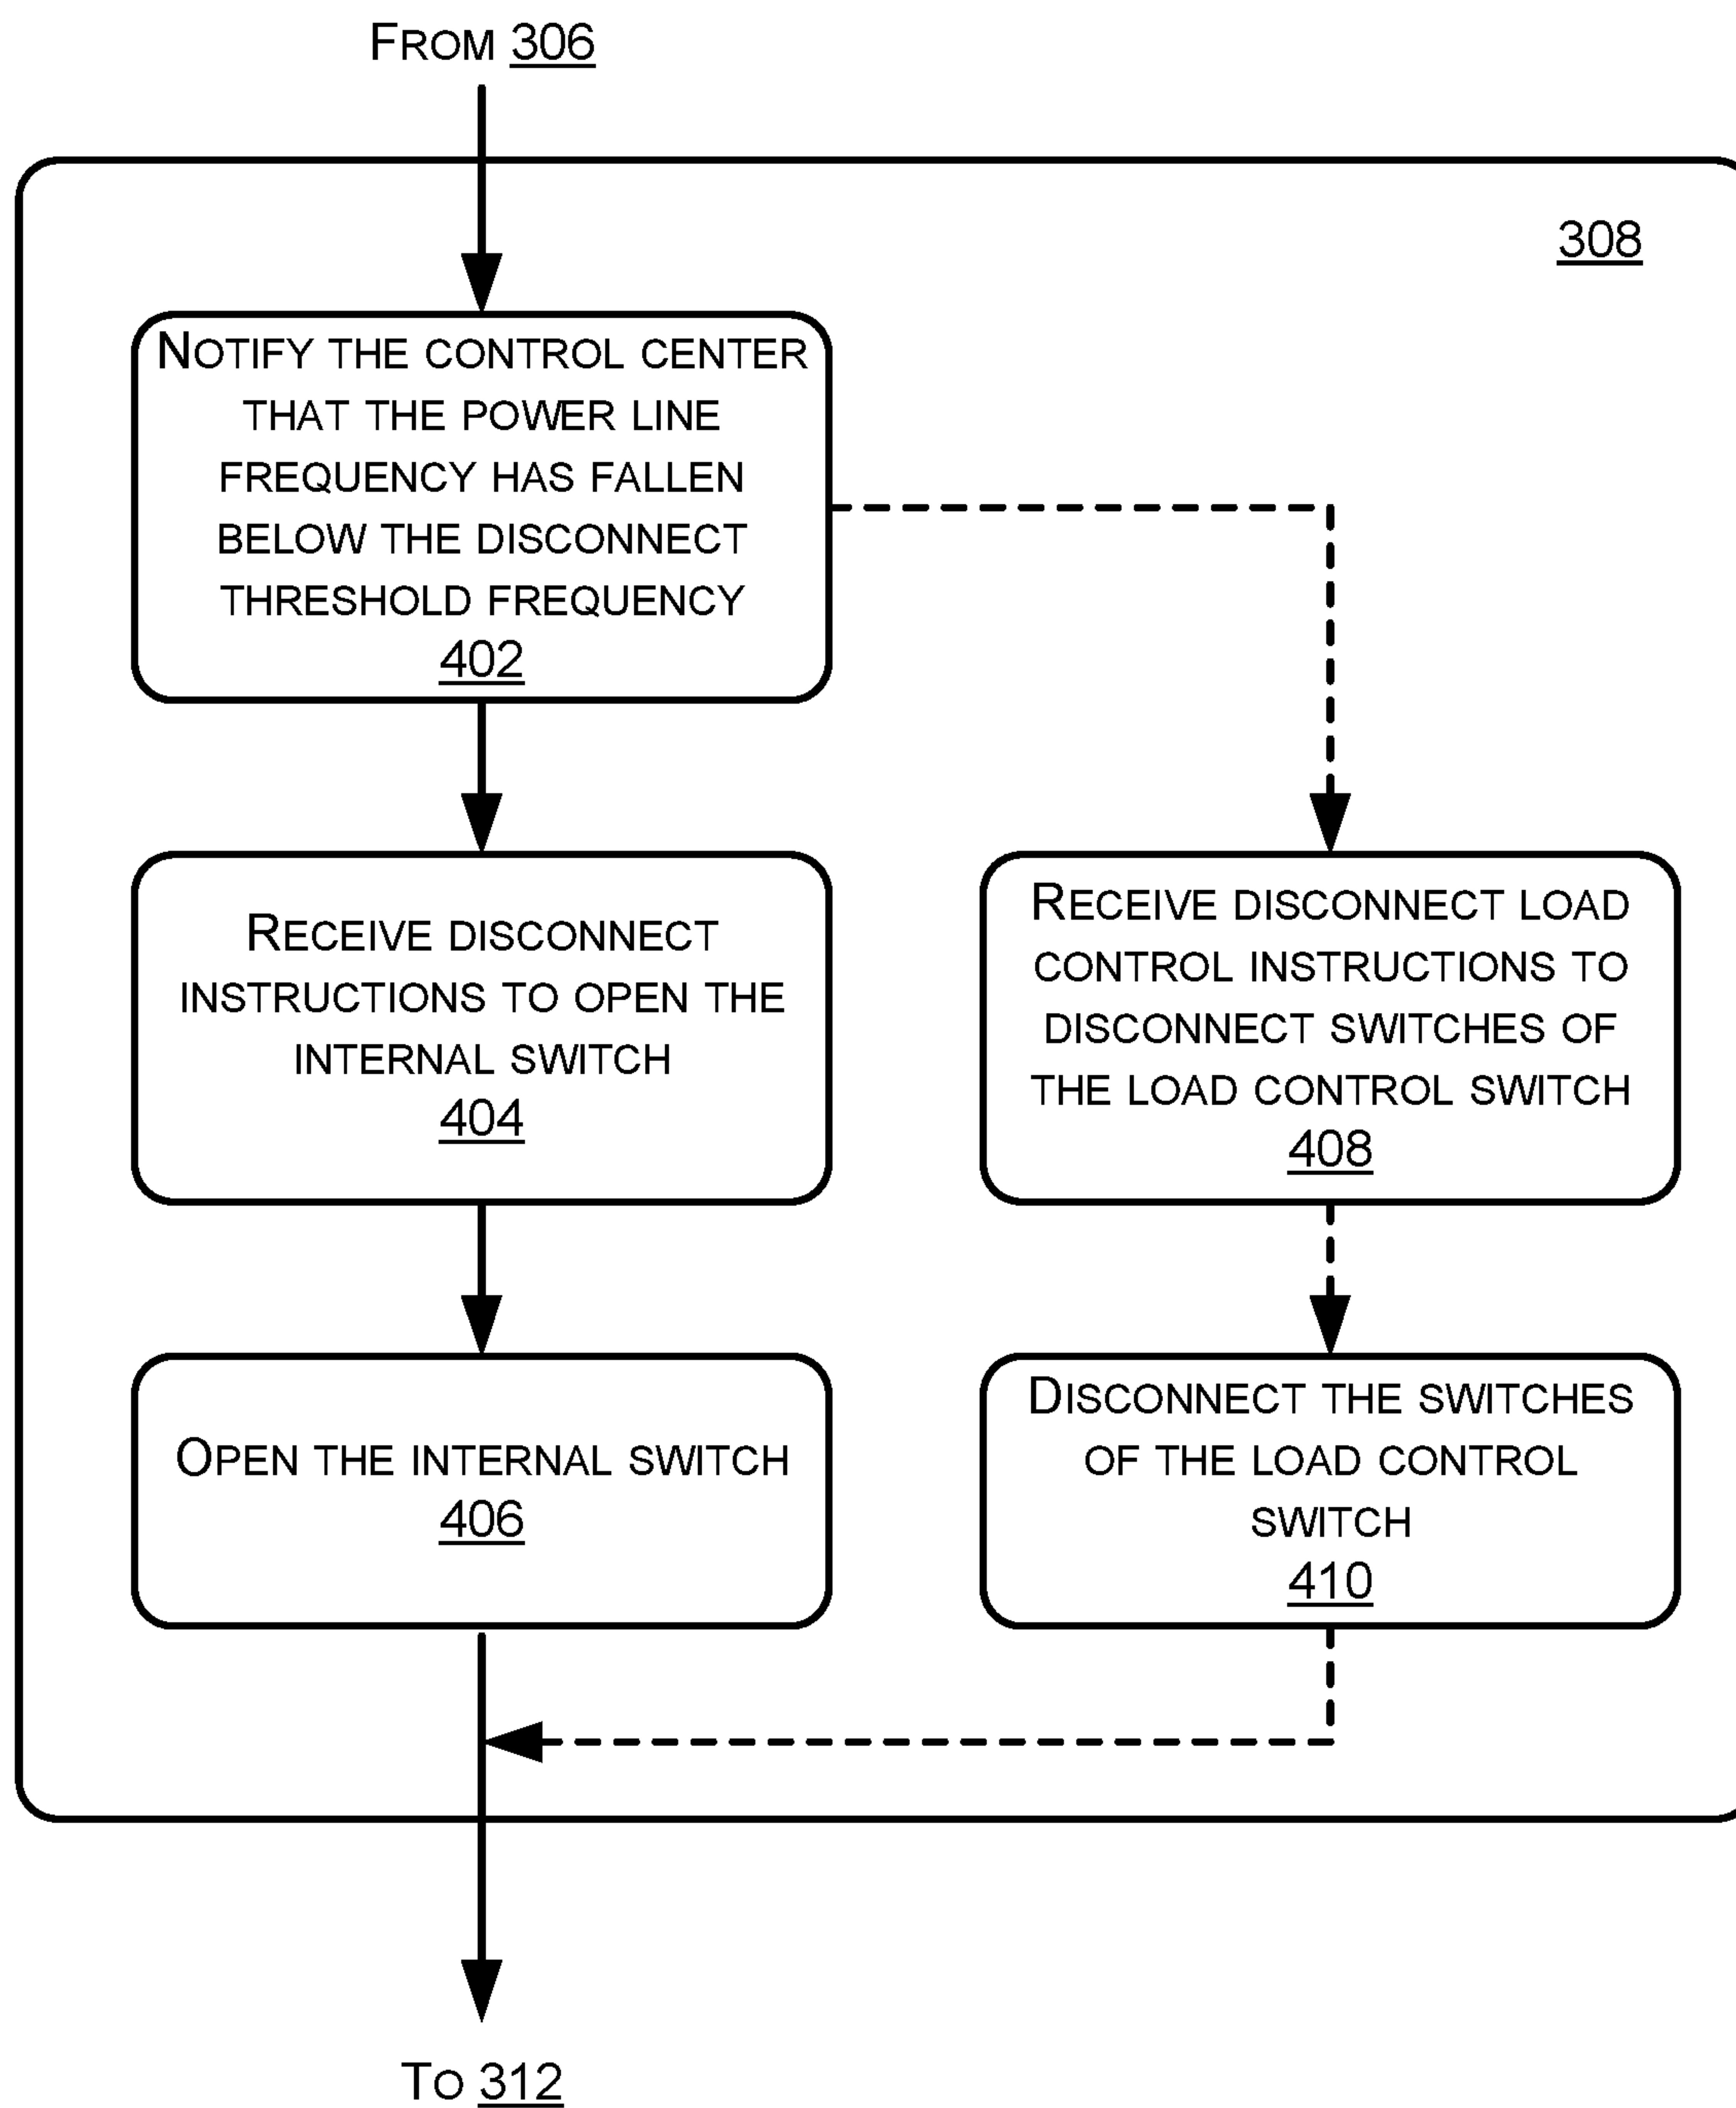 FROM 306
308
NOTIFY THE CONTROL CENTER
THAT THE POWER LINE
FREQUENCY HAS FALLEN
BELOW THE DISCONNECT
THRESHOLD FREQUENCY
402
RECEIVE DISCONNECT
INSTRUCTIONS TO OPEN THE
INTERNAL SWITCH
404
RECEIVE DISCONNECT LOAD
CONTROL INSTRUCTIONS TO
DISCONNECT SWITCHES OF
THE LOAD CONTROL SWITCH
408
OPEN THE INTERNAL SWITCH
406
DISCONNECT THE SWITCHES
OF THE LOAD CONTROL
SWITCH
410
TO 312